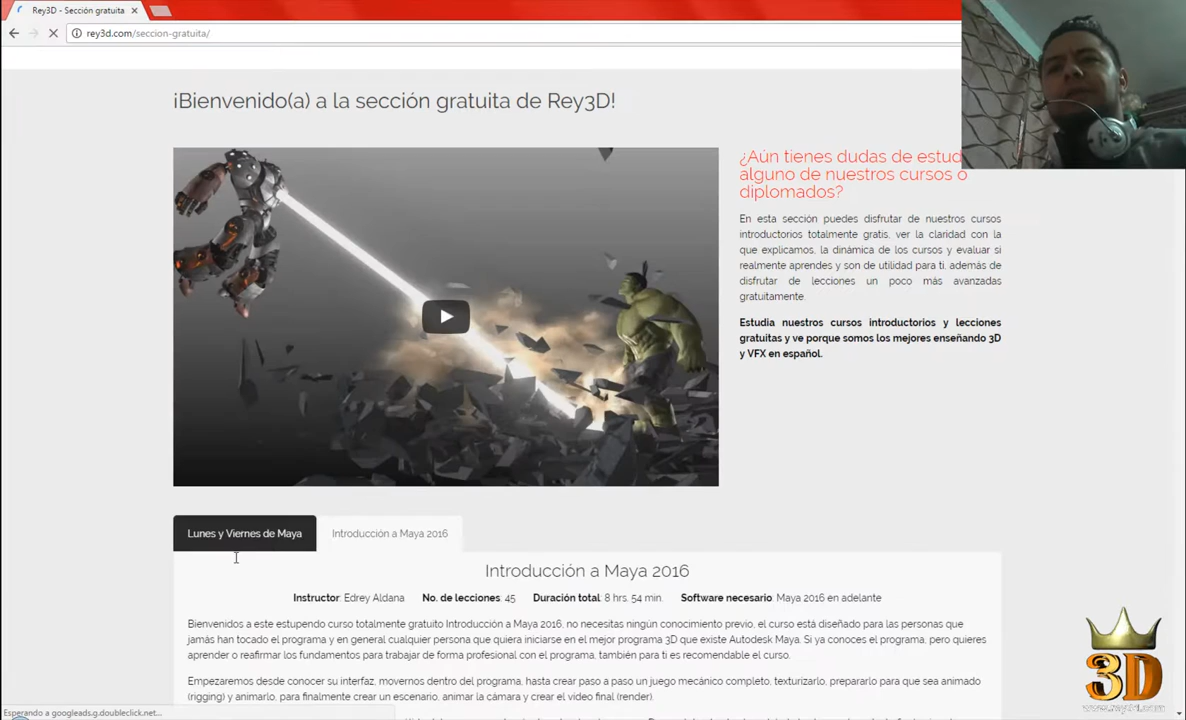 Rey3D - Sección gratuita
rey3d.com/seccion-gratuita/
¡Bienvenido(a) a la sección gratuita de Rey3D!
¿Aún tienes dudas de estud
alguno de nuestros cursos o
diplomados?
En esta sección puedes disfrutar de nuestros cursos
introductorios totalmente gratis, ver la claridad con la
que explicamos, la dinámica de los cursos y evaluar si
realmente aprendes y son de utilidad para ti, además de
disfrutar de lecciones un poco más avanzadas
gratuitamente.
Estudia nuestros cursos introductorios y lecciones
gratuitas y ve porque somos los mejores enseñando 3D
y VFX en español.
Lunes y Viernes de Maya
Introducción a Maya 2016
Introducción a Maya 2016
Instructor: Edrey Aldana No. de lecciones: 45 Duración total: 8 hrs. 54 min. Software necesario: Maya 2016 en adelante
Bienvenidos a este estupendo curso totalmente gratuito Introducción a Maya 2016, no necesitas ningún conocimiento previo, el curso está diseñado para las personas que
jamás han tocado el programa y en general cualquier persona que quiera iniciarse en el mejor programa 3D que existe Autodesk Maya. Si ya conoces el programa, pero quieres
aprender o reafirmar los fundamentos para trabajar de forma profesional con el programa, también para ti es recomendable el curso.
Empezaremos desde conocer su interfaz, movernos dentro del programa, hasta crear paso a paso un juego mecánico completo, texturizarlo, prepararlo para que sea animado
(rigging) y animarlo, para finalmente crear un escenario, animar la cámara y crear el video final (render).
Esperando a googleads.g.doubleclick.net...
3D
www.rey3d.com